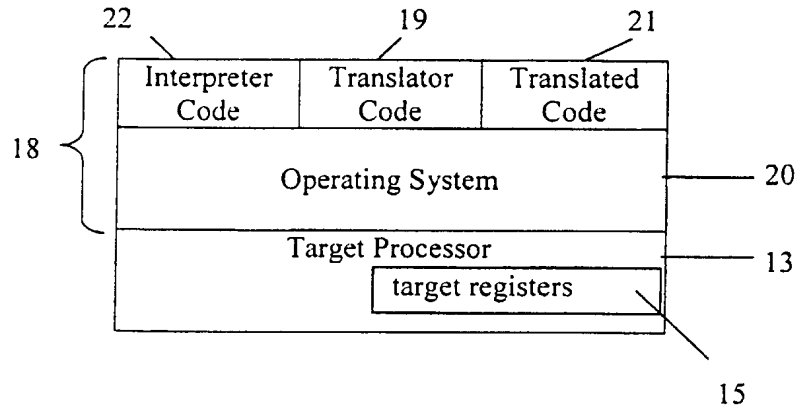 22
19
21
Interpreter
Code
Translator
Code
Translated
Code
18
Operating System
20
Target Processor
13
target registers
15